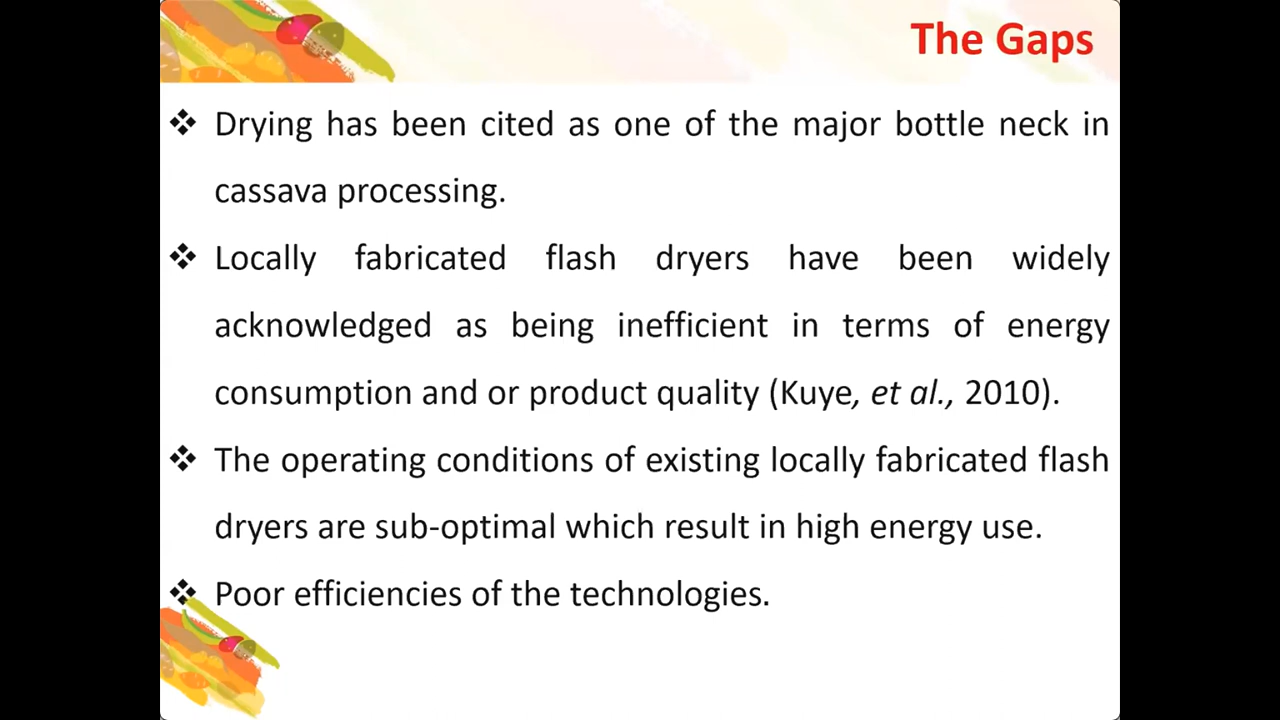 The Gaps
❖ Drying has been cited as one of the major bottle neck in
cassava processing.
❖ Locally fabricated flash dryers have been widely
acknowledged as being inefficient in terms of energy
consumption and or product quality (Kuye, et al., 2010).
❖ The operating conditions of existing locally fabricated flash
dryers are sub-optimal which result in high energy use.
❖ Poor efficiencies of the technologies.